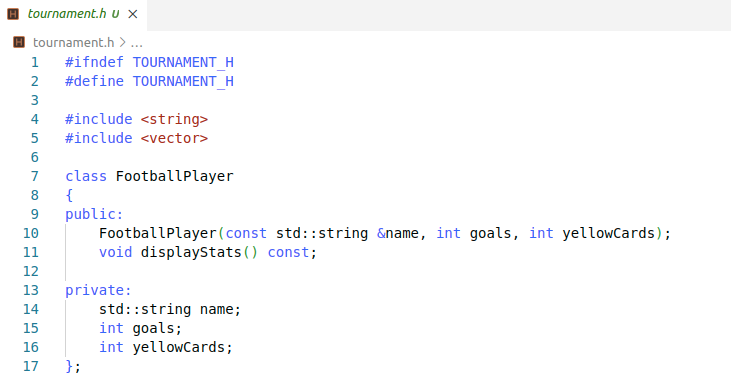 tournament.h U ×
tournament.h > ...
1 #ifndef TOURNAMENT_H
2 #define TOURNAMENT_H
3
4 #include <string>
5 #include <vector>
6
7 class FootballPlayer
8 {
9 public:
10     FootballPlayer(const std::string &name, int goals, int yellowCards);
11     void displayStats() const;
12
13 private:
14     std::string name;
15     int goals;
16     int yellowCards;
17 };